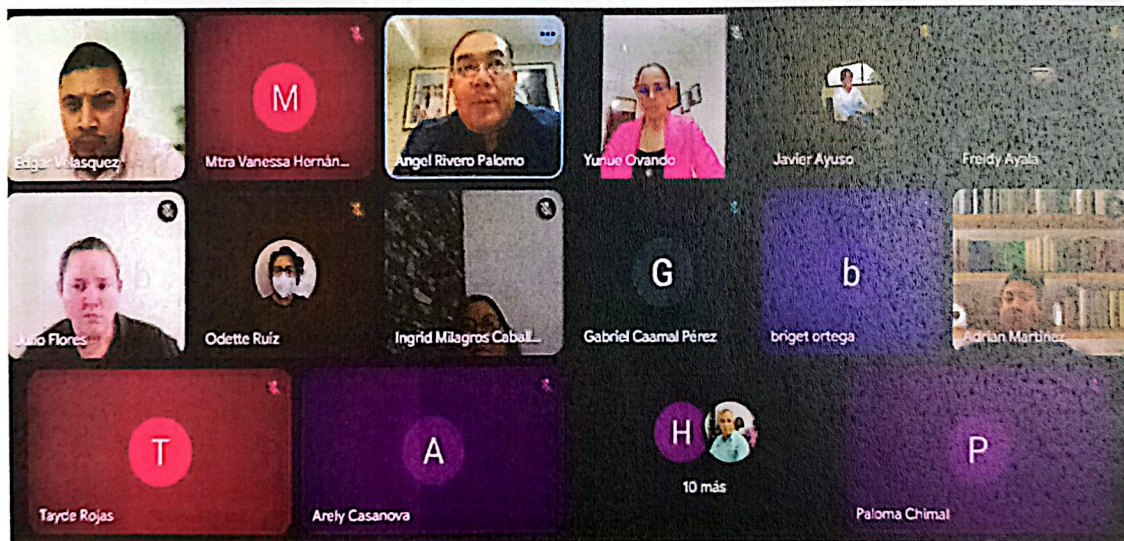 Edgar Velasquez
M
Mtra Vanessa Hernán...
Angel Rivero Palomo
Yunue Ovando
Javier Ayuso
Freidy Ayala
Julio Flores
Odette Ruíz
Ingrid Milagros Caball...
G
Gabriel Caamal Pérez
b
briget ortega
Adrian Martinez
T
Tayde Rojas
A
Arely Casanova
H
10 más
P
Paloma Chimal